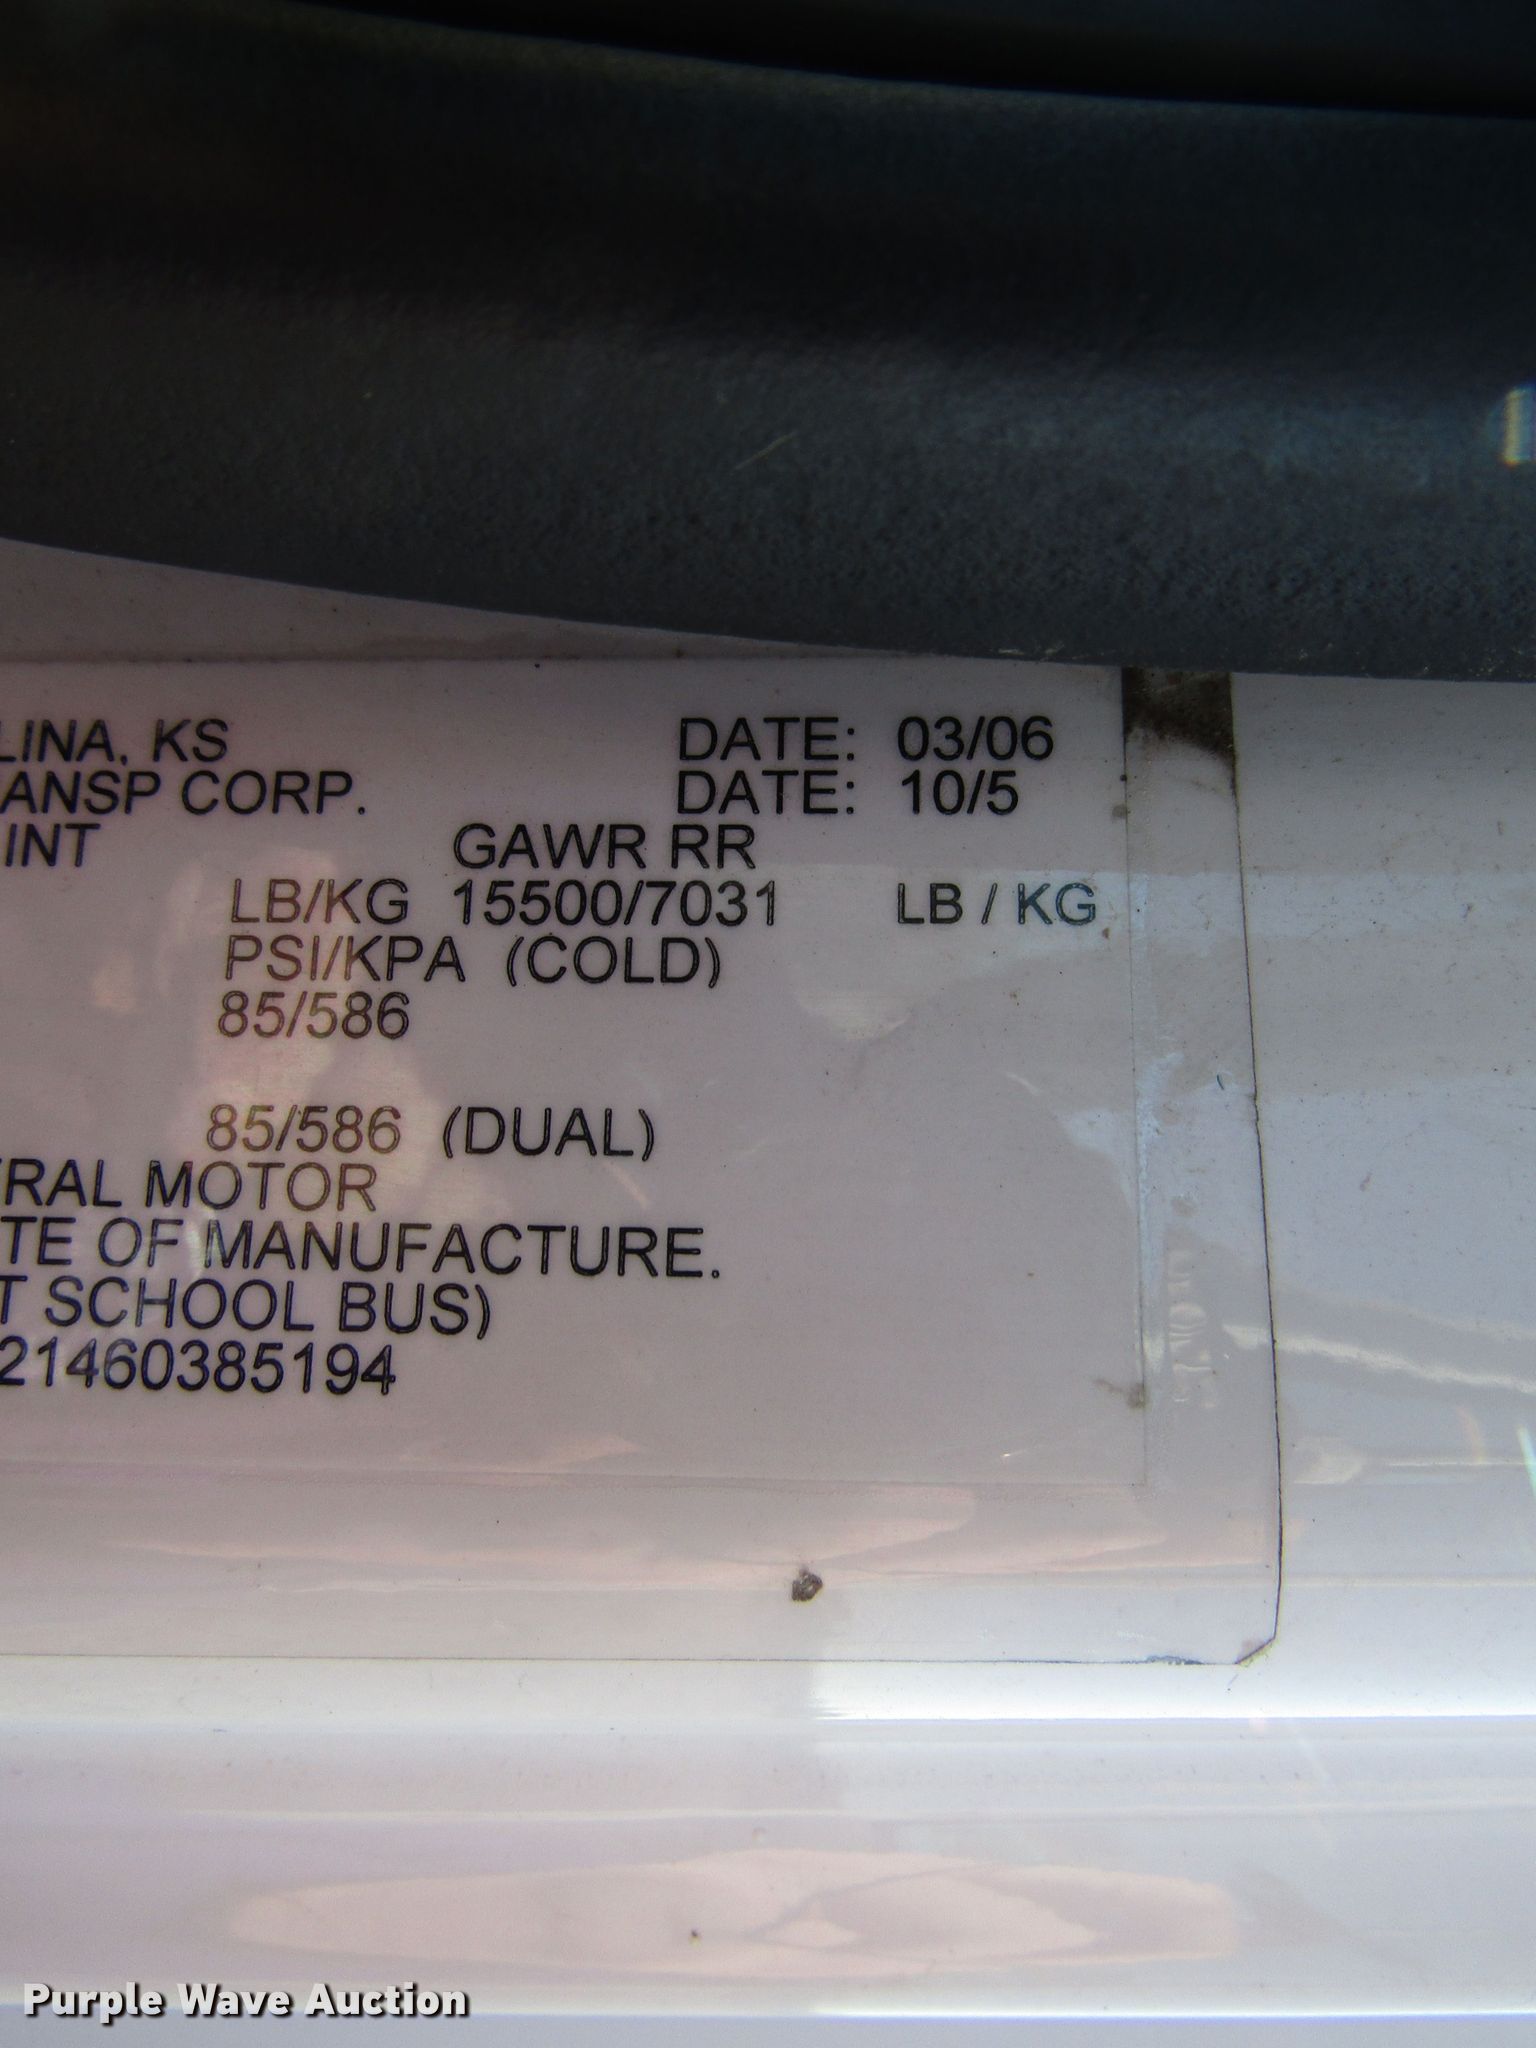 LINA, KS DATE: 03/06
ANSP CORP. DATE: 10/5
INT GAWR RR
LB/KG 15500/7031 LB / KG
PSI/KPA (COLD)
85/586
85/586 (DUAL)
RAL MOTOR
TE OF MANUFACTURE.
T SCHOOL BUS)
21460385194
Purple Wave Auction